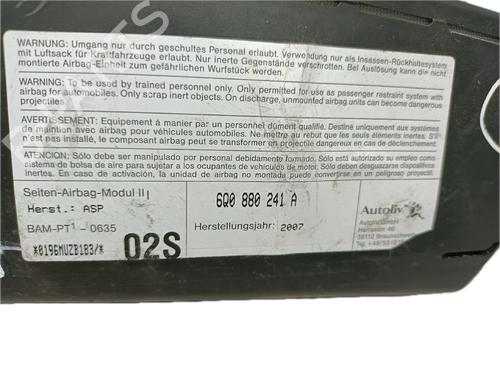 WARNUNG: Umgang nur durch geschultes Personal erlaubt. Verwendung nur als Insassen-Rückhaltesystem
mit Luftsack für Kraftfahrzeuge erlaubt. Nur inerte Gegenstände verschrotten. Bei Auslösung kann das nicht
montierte Airbag-Einheit zum gefährlichen Wurfstück werden.
WARNING: To be used by trained personnel only. Only permitted for use as passenger restraint system with
airbag for automobiles. Only scrap inert objects. On discharge, unmounted airbag units can become dangerous
projectiles.
AVERTISSEMENT: Equipement à manier par un personnel dûment qualifié. Destiné uniquement aux systèmes
de maintien avec airbag pour véhicules automobiles. Ne mettre au rebut que les seuls éléments inertes. S'il
n'est pas installé, le composant airbag peut se transformer en projectile dangereux en cas de déclenchement
ATENCIÓN: Sólo debe ser manipulado por personal debidamente formado. Sólo está permitido su empleo como
sistema de bolsa de aire para sujetar a los ocupantes de vehículos de motor. Sólo desguazar dispositivos inertes.
En caso de activación, la unidad de airbag no montada puede convertirse en un peligroso proyectil
Seiten-Airbag-Modul II
Herst.: ASP
BAM-PT1 - 0635
*0196MUZB1B3/*
02S
6Q0 880 241 A
Herstellungsjahr: 2007
Autoliv
Autoliv GmbH
38112 Braunschweig